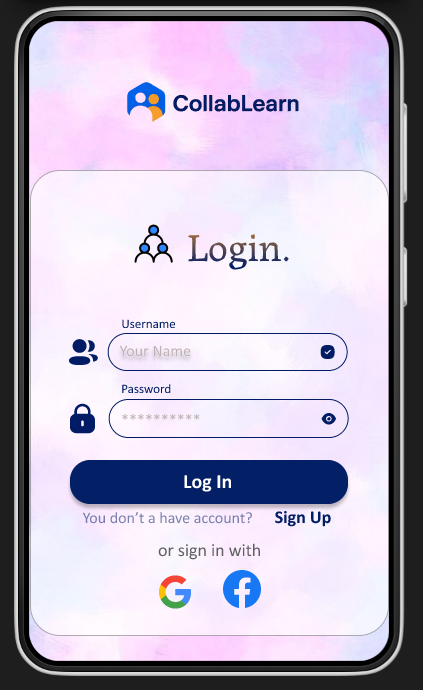 CollabLearn
Login.
Username
Your Name
Password
**********
Log In
You don't a have account? Sign Up
or sign in with